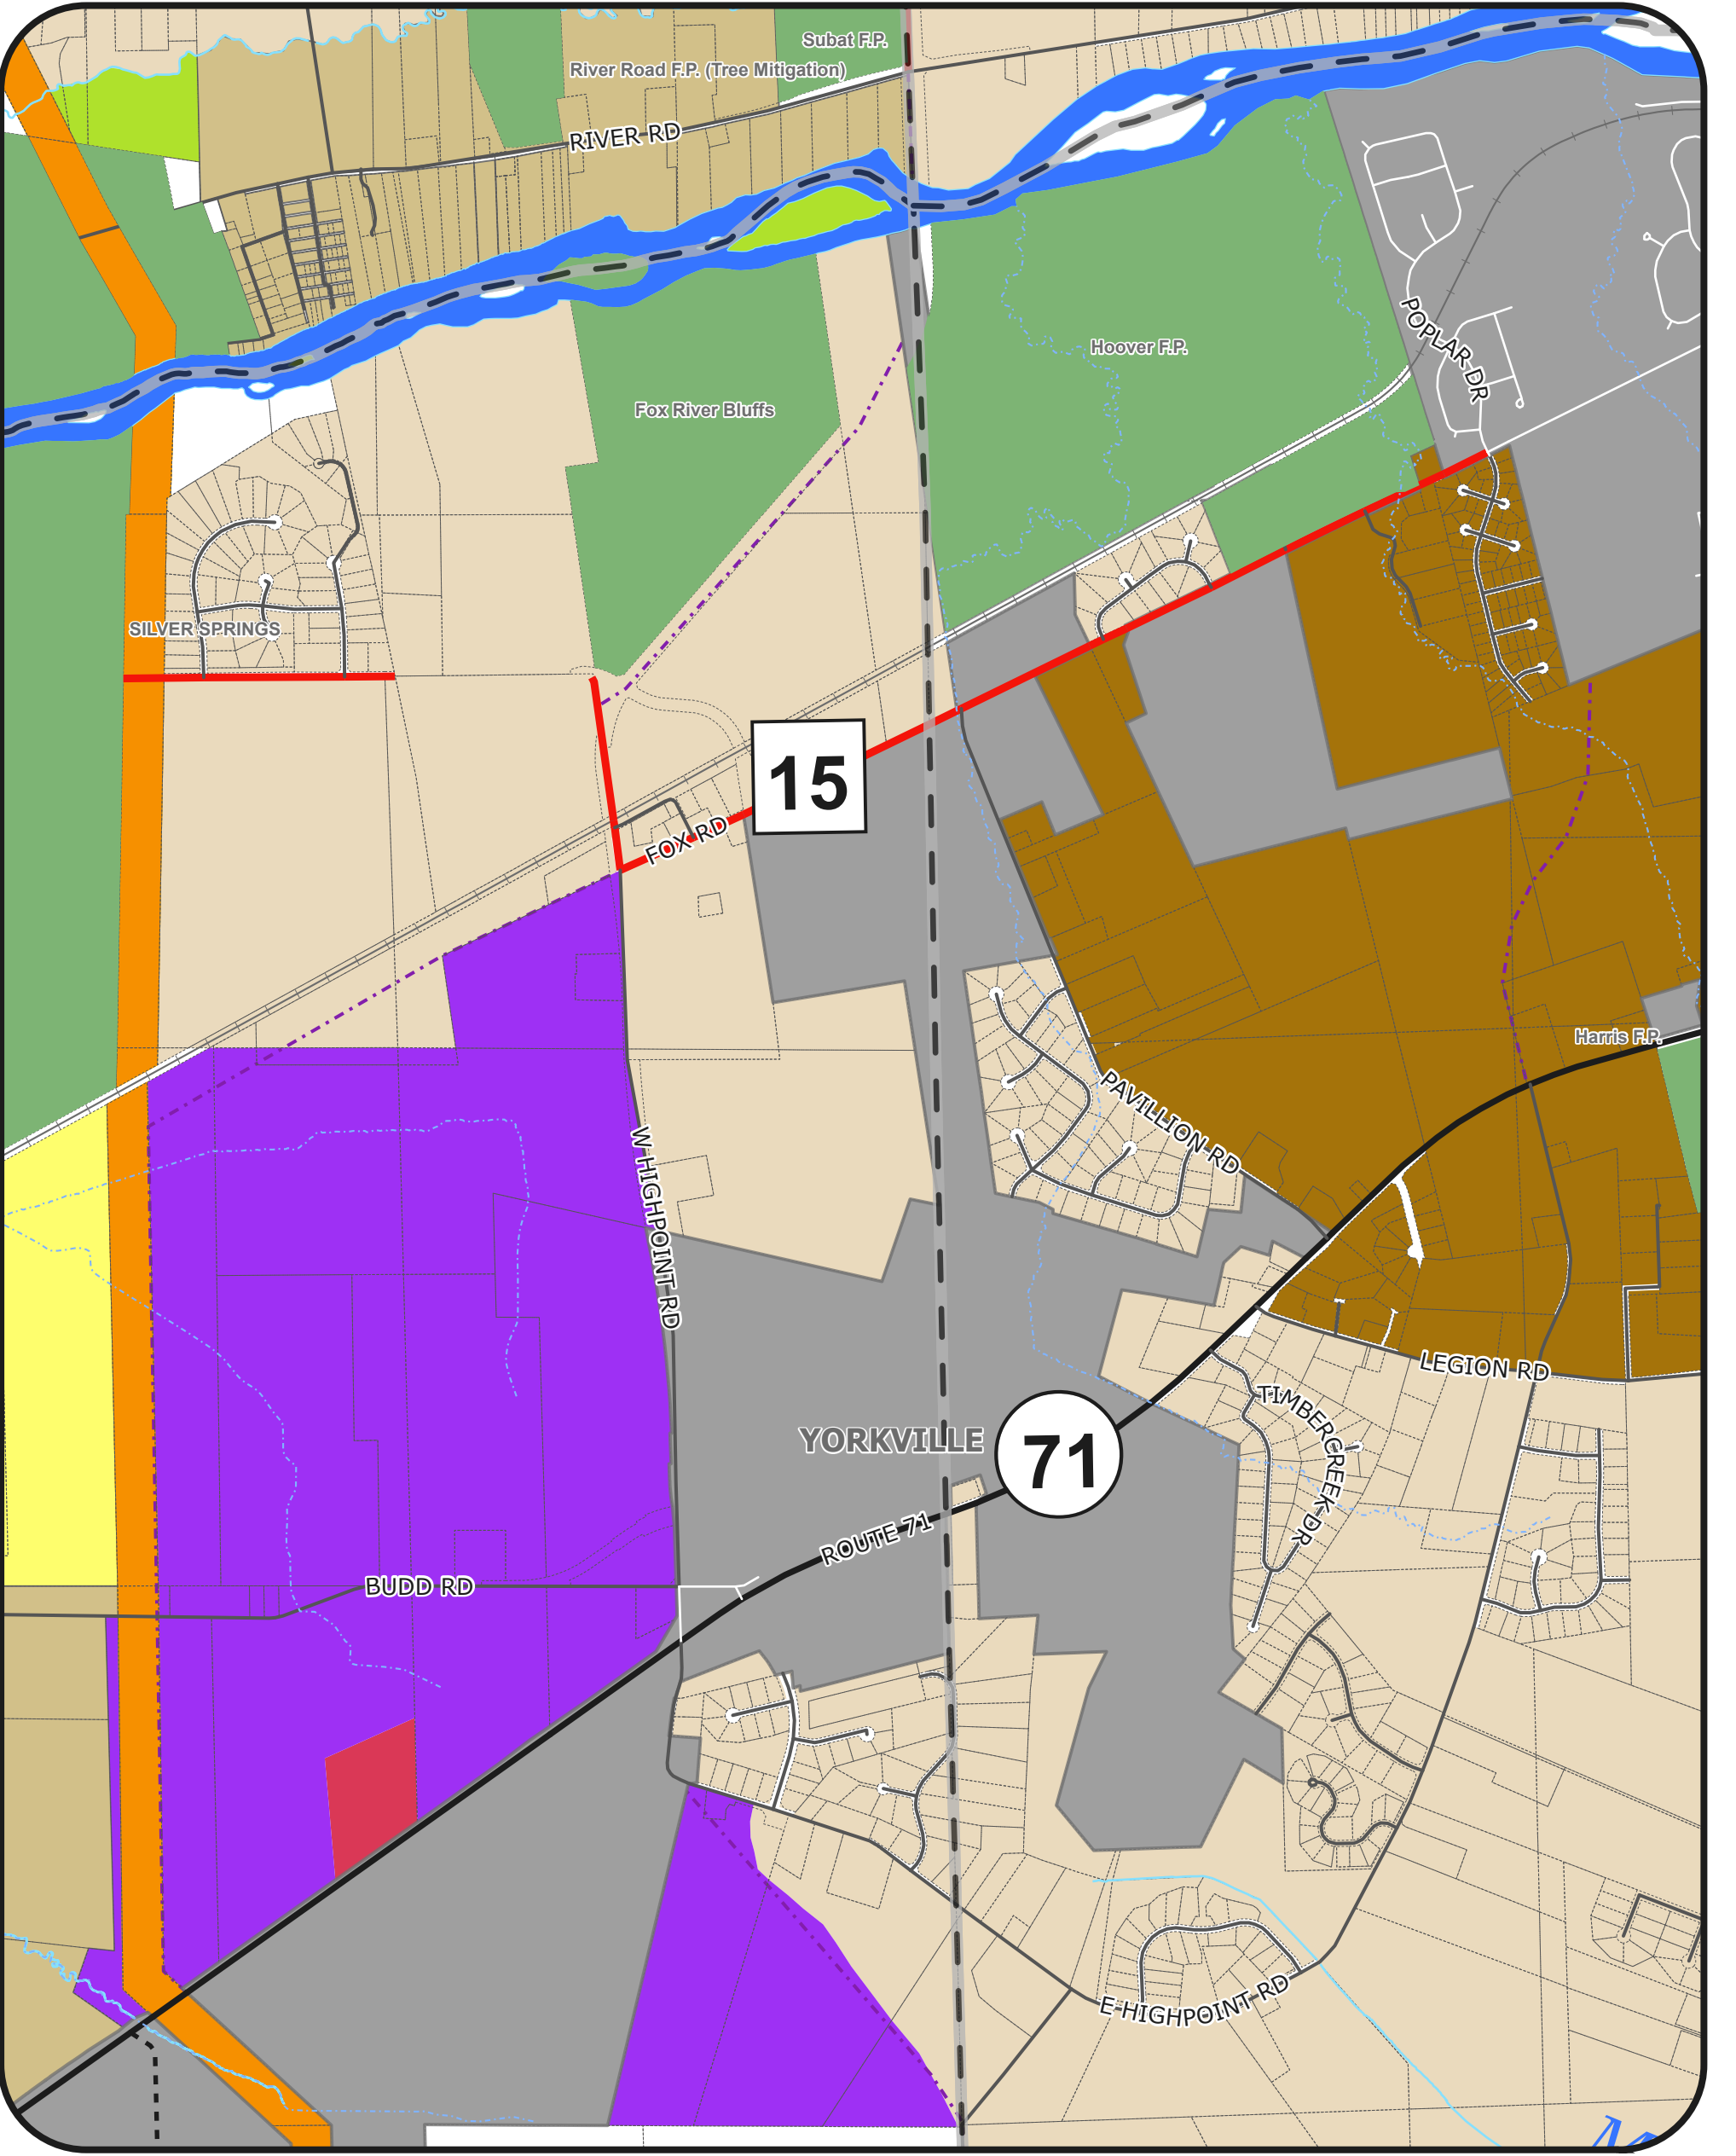 Subat F.P.
River Road F.P. (Tree Mitigation)
RIVER RD
POPLAR DR
Hoover F.P.
Fox River Bluffs
SILVER SPRINGS
15
FOX RD
Harris F.P.
PAVILLION RD
W HIGHPOINT RD
LEGION RD
TIMBERCREEK DR
YORKVILLE
71
ROUTE 71
BUDD RD
E HIGHPOINT RD